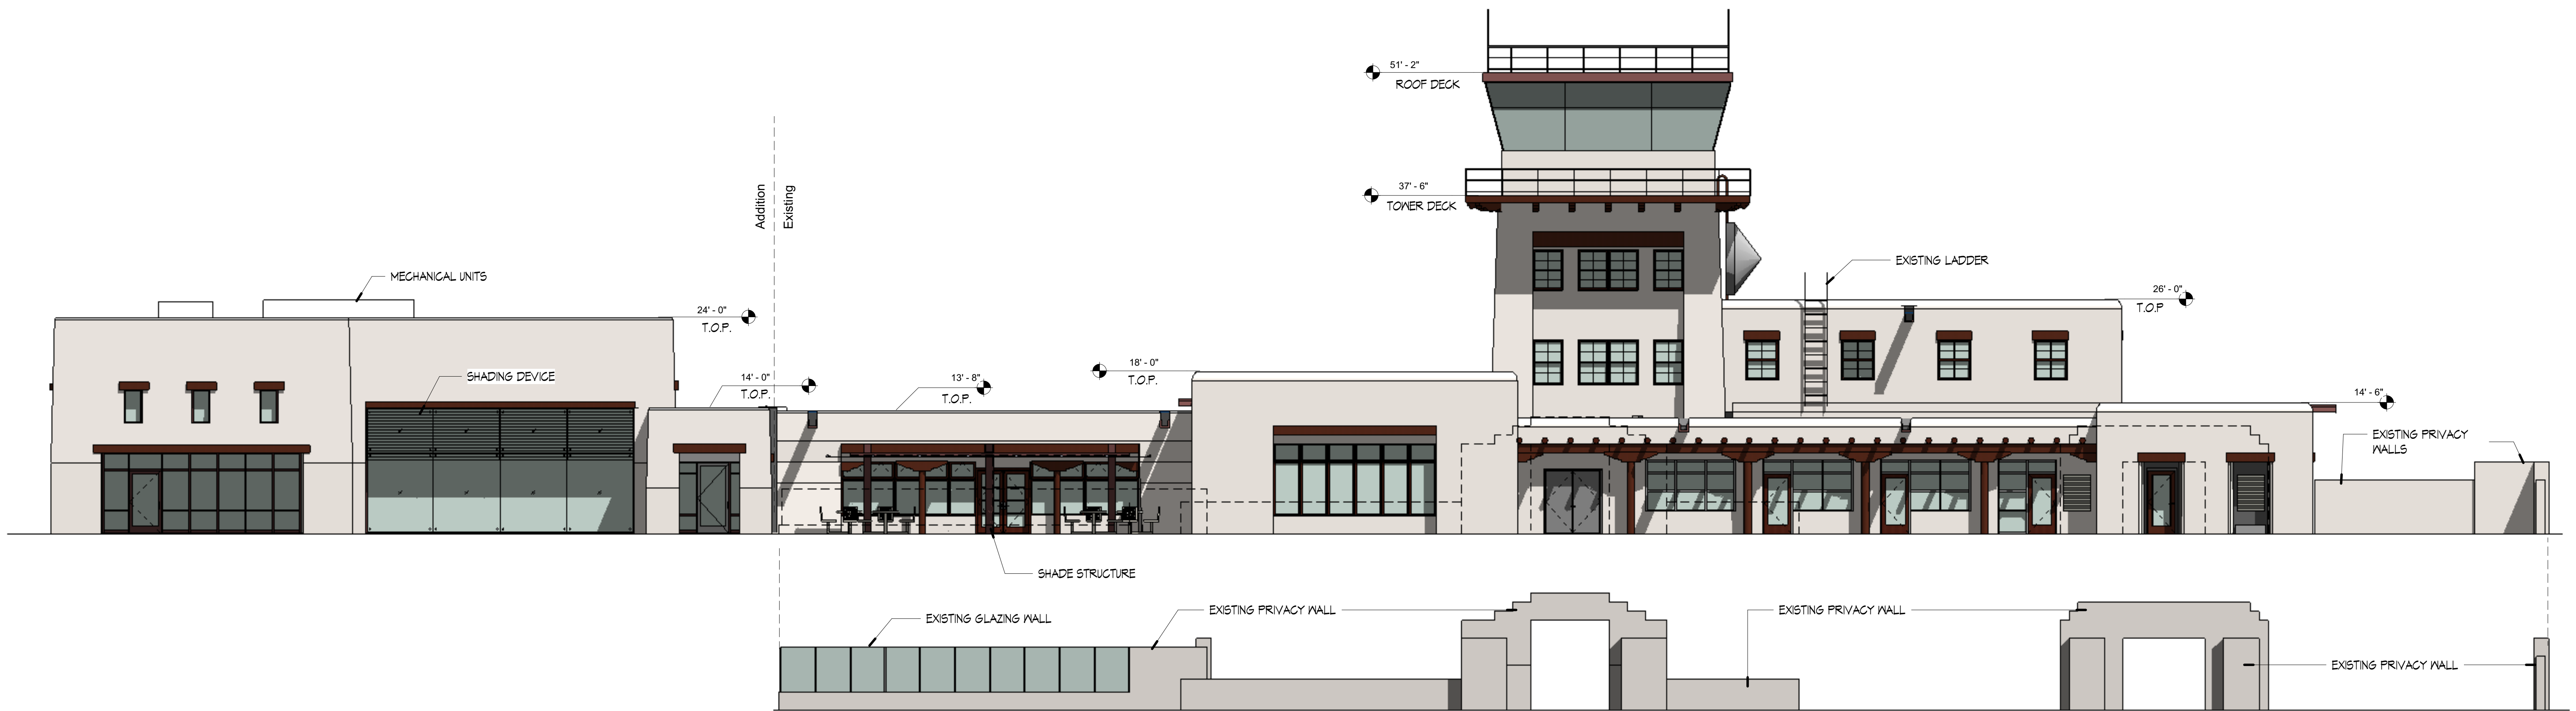 51' - 2"
ROOF DECK
37' - 6"
TOWER DECK
Addition
Existing
EXISTING LADDER
MECHANICAL UNITS
26' - 0"
T.O.P
24' - 0"
T.O.P.
18' - 0"
T.O.P.
SHADING DEVICE
14' - 0"
T.O.P.
13' - 8"
T.O.P.
14' - 6"
EXISTING PRIVACY
WALLS
SHADE STRUCTURE
EXISTING GLAZING WALL
EXISTING PRIVACY WALL
EXISTING PRIVACY WALL
EXISTING PRIVACY WALL